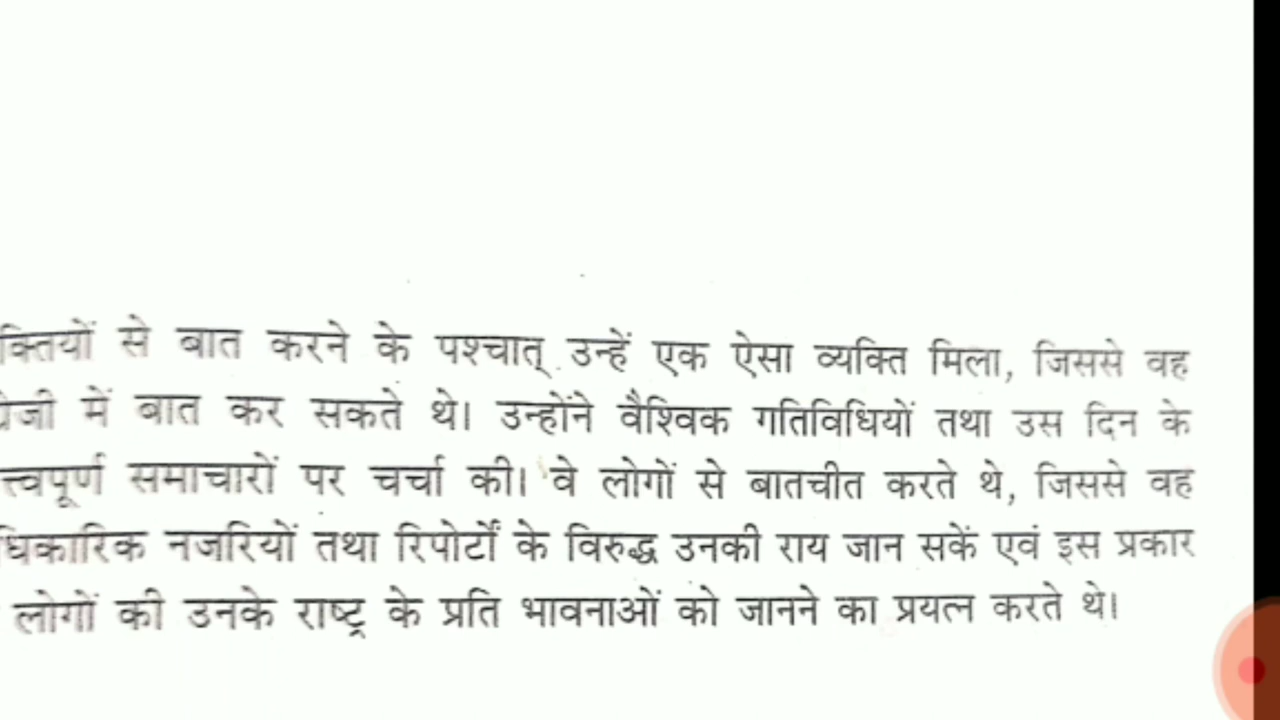 क्तियों से बात करने के पश्चात् उन्हें एक ऐसा व्यक्ति मिला, जिससे वह
ग्रेजी में बात कर सकते थे। उन्होंने वैश्विक गतिविधियों तथा उस दिन के
त्त्वपूर्ण समाचारों पर चर्चा की। वे लोगों से बातचीत करते थे, जिससे वह
धिकारिक नजरियों तथा रिपोर्टों के विरुद्ध उनकी राय जान सकें एवं इस प्रकार
लोगों की उनके राष्ट्र के प्रति भावनाओं को जानने का प्रयत्न करते थे।